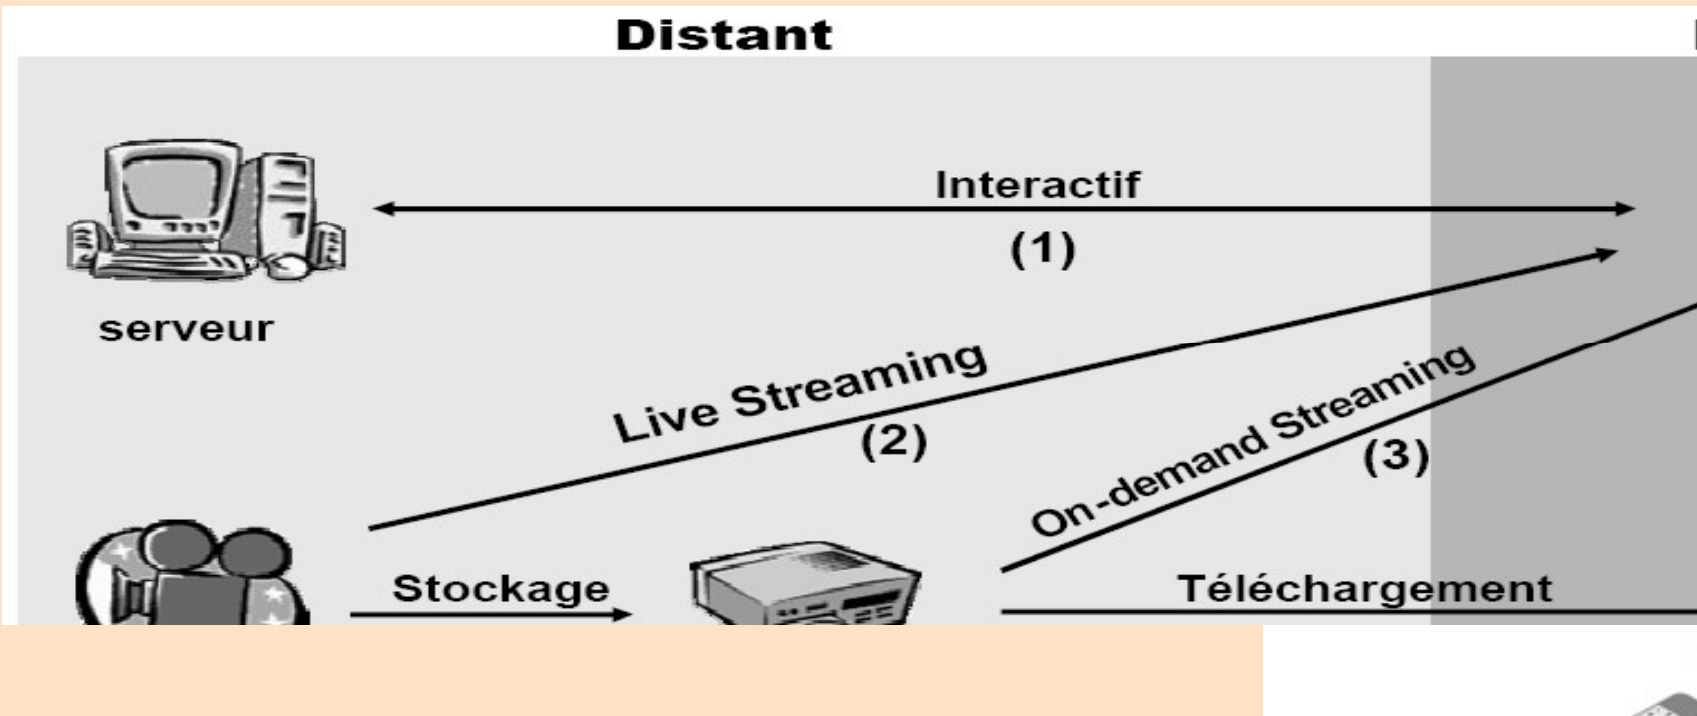 Distant
Interactif
(1)
serveur
Live Streaming
(2)
On-demand Streaming
(3)
Stockage
Téléchargement